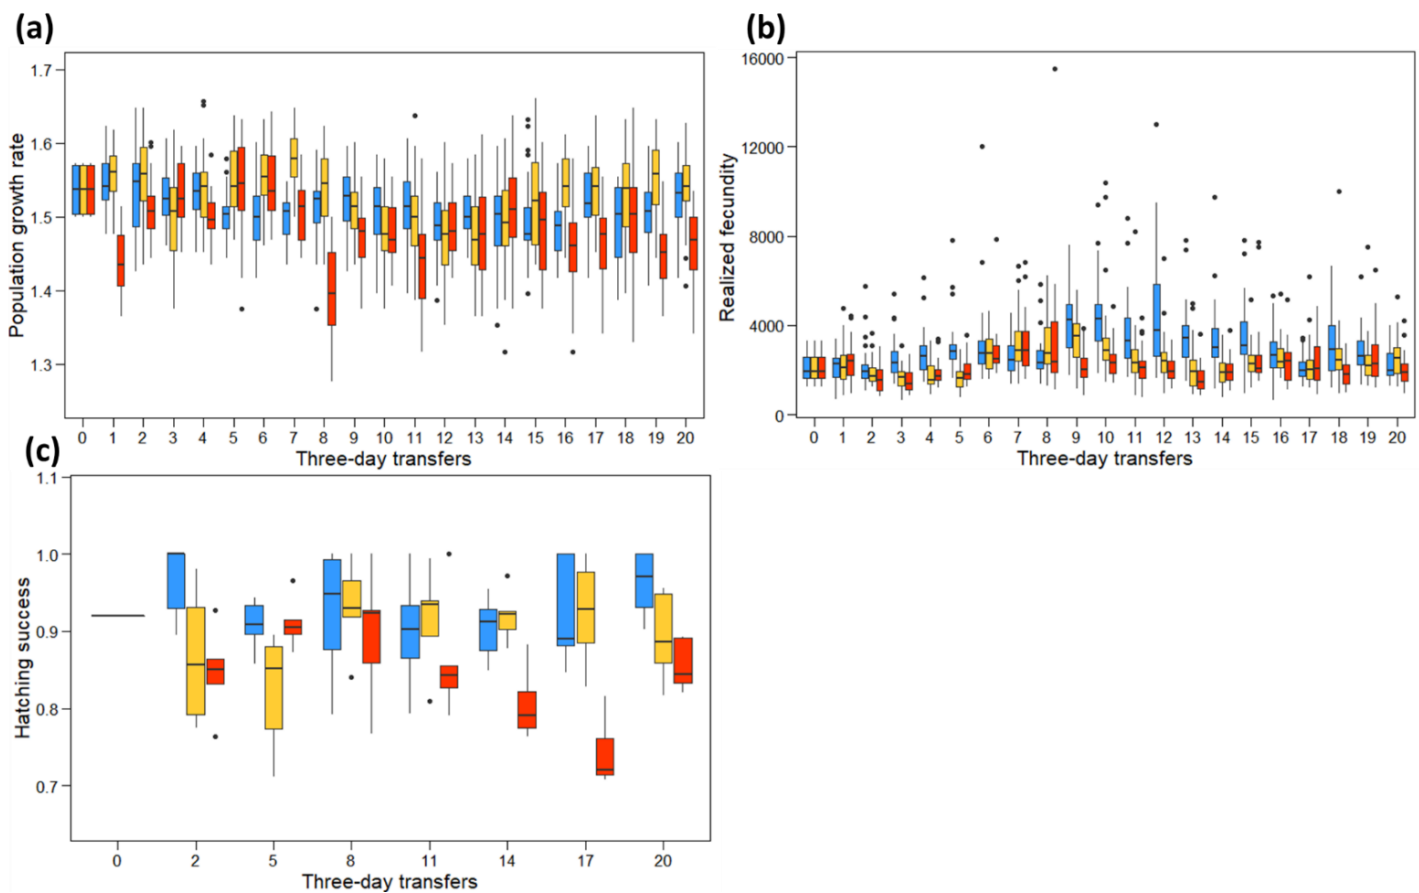 (a)
Population growth rate
1.7
1.6
1.5
1.4
1.3
0 1 2 3 4 5 6 7 8 9 10 11 12 13 14 15 16 17 18 19 20
Three-day transfers
(b)
Realized fecundity
16000
12000
8000
4000
0
0 1 2 3 4 5 6 7 8 9 10 11 12 13 14 15 16 17 18 19 20
Three-day transfers
(c)
Hatching success
1.1
1.0
0.9
0.8
0.7
0 2 5 8 11 14 17 20
Three-day transfers